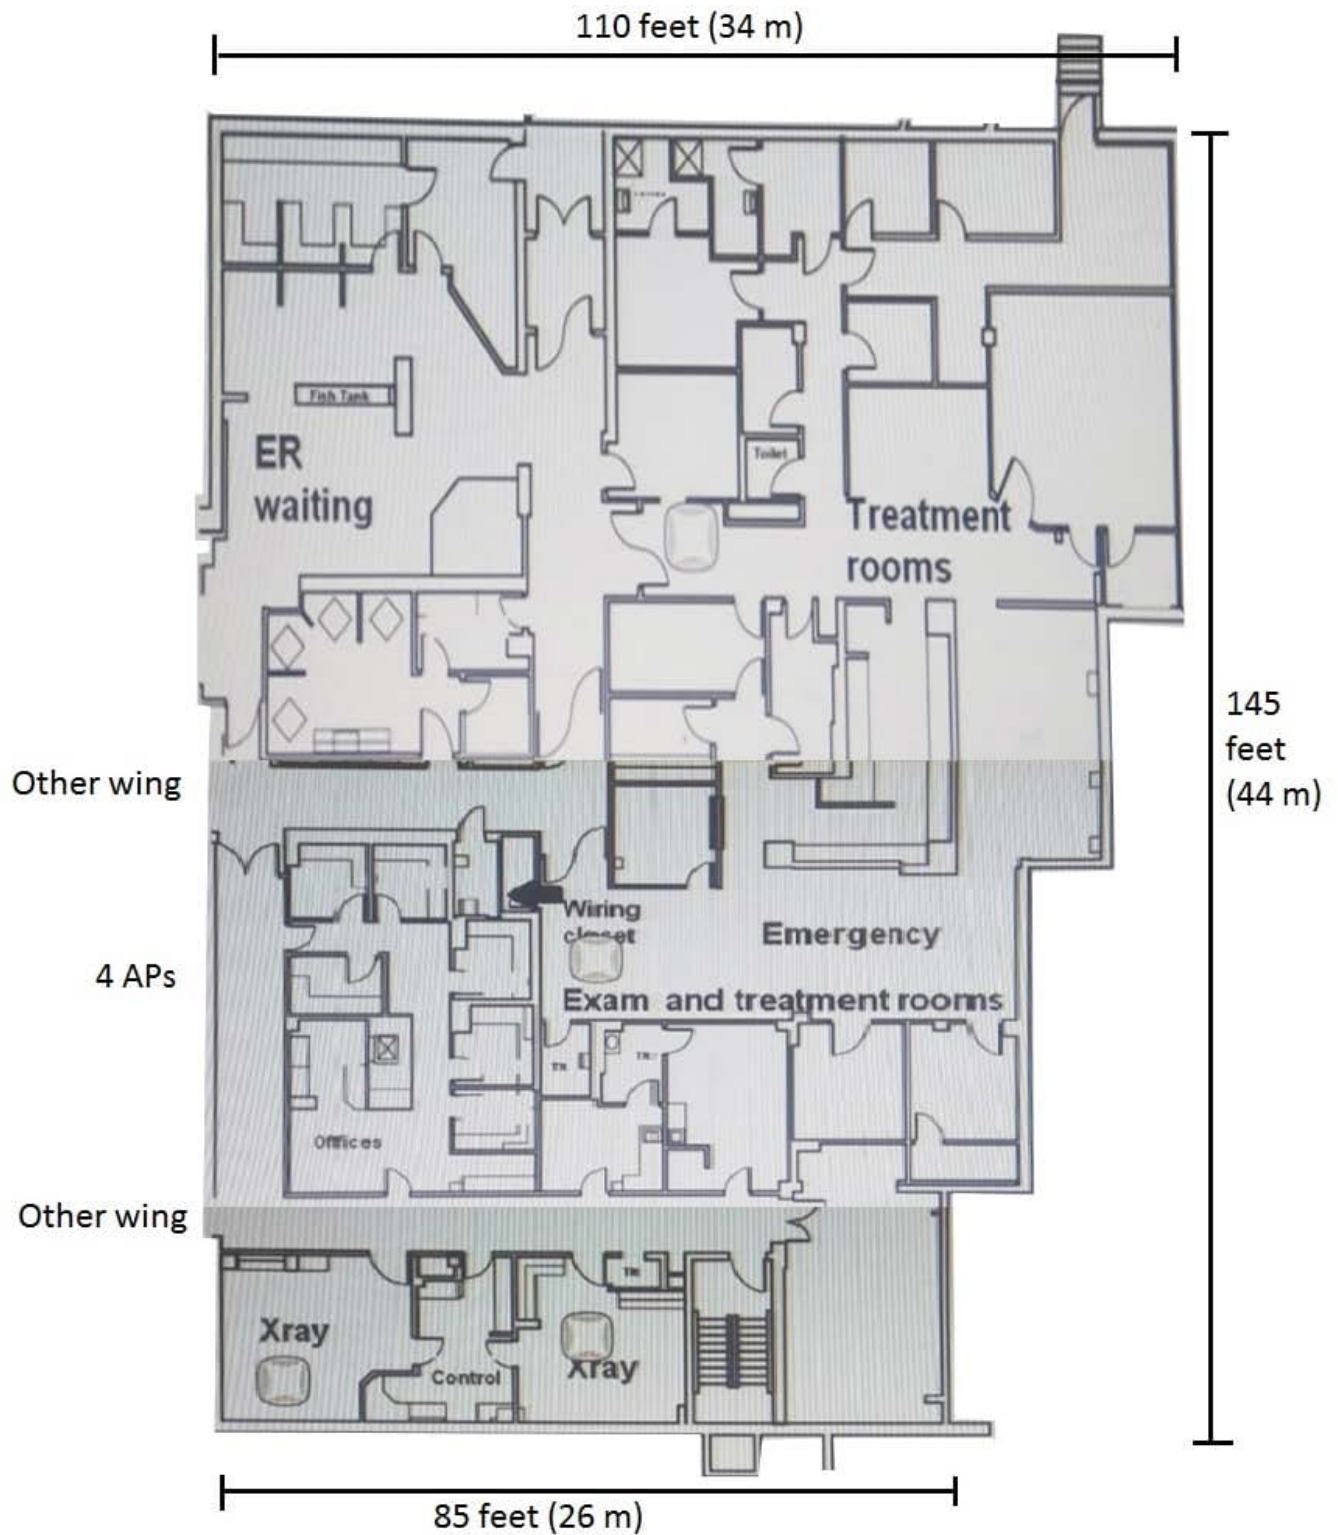 110 feet (34 m)
Fish Tank
ER
waiting
Toilet
Treatment
rooms
145
feet
(44 m)
Other wing
Wiring
closet
Emergency
4 APs
Exam and treatment rooms
Offices
Other wing
Xray
Xray
Control
85 feet (26 m)